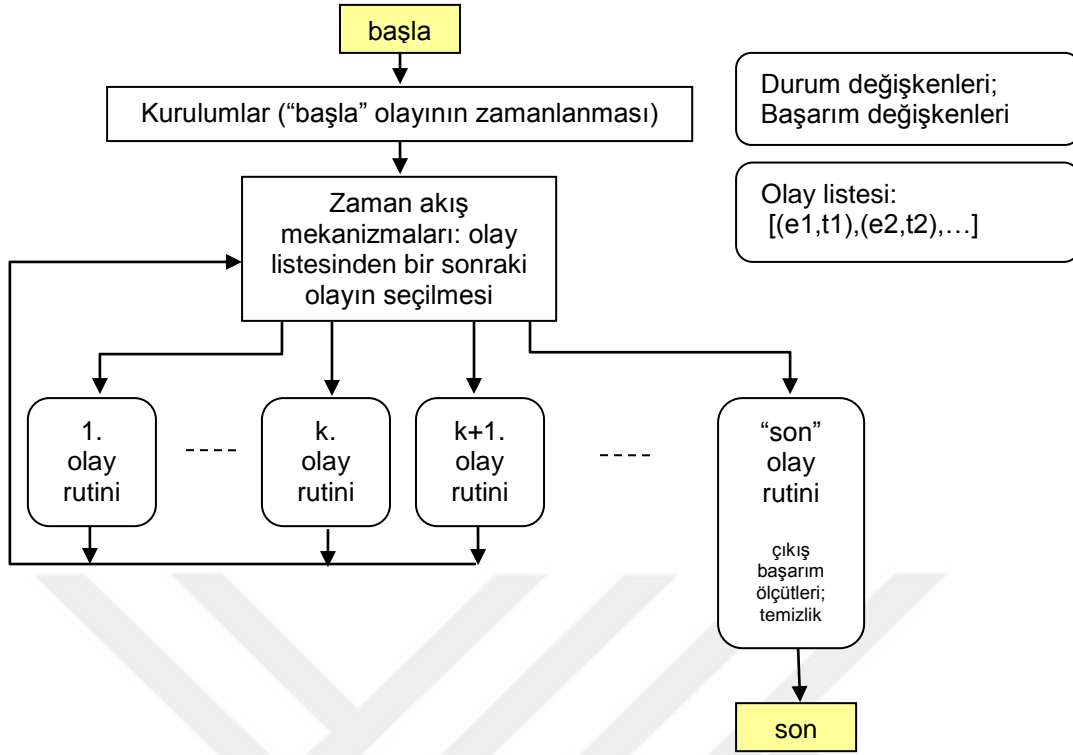 başla
Kurulumlar (“başla” olayının zamanlanması)
Durum değişkenleri;
Başarım değişkenleri
Zaman akış
mekanizmaları: olay
listesinden bir sonraki
olayın seçilmesi
Olay listesi:
[(e1,t1),(e2,t2),…]
1.
olay
rutini
k.
olay
rutini
k+1.
olay
rutini
“son”
olay
rutini
çıkış
başarım
ölçütleri;
temizlik
son